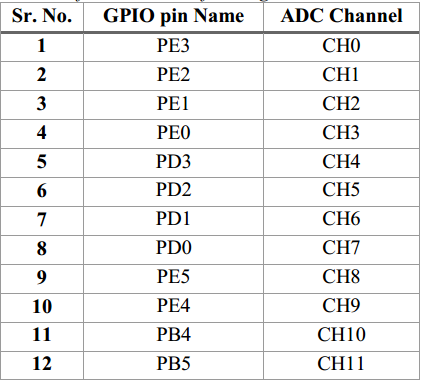 Sr. No. GPIO pin Name ADC Channel
1 PE3 CH0
2 PE2 CH1
3 PE1 CH2
4 PE0 CH3
5 PD3 CH4
6 PD2 CH5
7 PD1 CH6
8 PD0 CH7
9 PE5 CH8
10 PE4 CH9
11 PB4 CH10
12 PB5 CH11